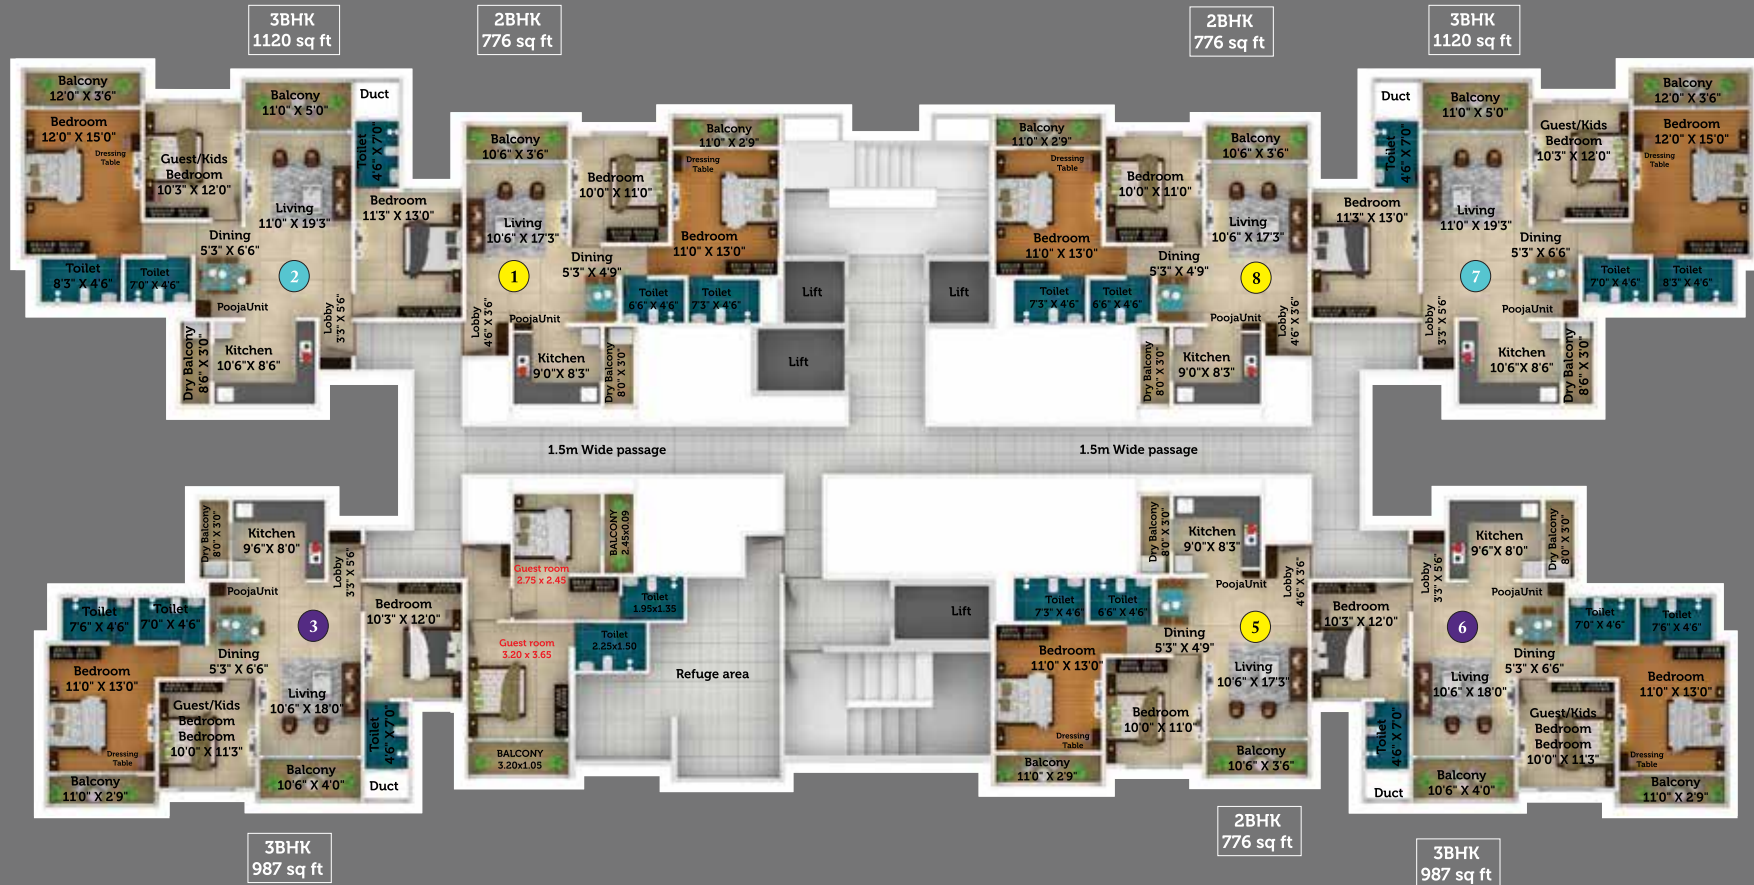 3BHK
1120 sq ft
2BHK
776 sq ft
2BHK
776 sq ft
3BHK
1120 sq ft
Balcony
12'0" X 3'6"
Bedroom
12'0" X 15'0"
Dressing
Table
Guest/Kids
Bedroom
10'3" X 12'0"
Balcony
11'0" X 5'0"
Duct
Toilet
4'6" X 7'0"
Living
11'0" X 19'3"
Bedroom
11'3" X 13'0"
Dining
5'3" X 6'6"
Toilet
8'3" X 4'6"
Toilet
7'0" X 4'6"
2
PoojaUnit
Lobby
3'3" X 5'6"
Dry Balcony
8'6" X 3'0"
Kitchen
10'6"X 8'6"
Balcony
10'6" X 3'6"
Balcony
11'0" X 2'9"
Dressing
Table
Bedroom
10'0" X 11'0"
Living
10'6" X 17'3"
Bedroom
11'0" X 13'0"
Dining
5'3" X 4'9"
1
Toilet
6'6" X 4'6"
Toilet
7'3" X 4'6"
Lobby
4'6" X 3'6"
PoojaUnit
Kitchen
9'0"X 8'3"
Dry Balcony
8'0" X 3'0"
Lift
Lift
Lift
Balcony
11'0" X 2'9"
Dressing
Table
Balcony
10'6" X 3'6"
Bedroom
10'0" X 11'0"
Living
10'6" X 17'3"
Bedroom
11'0" X 13'0"
Dining
5'3" X 4'9"
8
Toilet
7'3" X 4'6"
Toilet
6'6" X 4'6"
PoojaUnit
Lobby
4'6" X 3'6"
Dry Balcony
8'0" X 3'0"
Kitchen
9'0"X 8'3"
Duct
Balcony
11'0" X 5'0"
Balcony
12'0" X 3'6"
Toilet
4'6" X 7'0"
Guest/Kids
Bedroom
10'3" X 12'0"
Bedroom
12'0" X 15'0"
Dressing
Table
Bedroom
11'3" X 13'0"
Living
11'0" X 19'3"
Dining
5'3" X 6'6"
7
Toilet
7'0" X 4'6"
Toilet
8'3" X 4'6"
PoojaUnit
Lobby
3'3" X 5'6"
Kitchen
10'6" X 8'6"
Dry Balcony
8'6" X 3'0"
1.5m Wide passage
1.5m Wide passage
Dry Balcony
8'0" X 3'0"
Kitchen
9'6"X 8'0"
Lobby
3'3" X 5'6"
PoojaUnit
Toilet
7'6" X 4'6"
Toilet
7'0" X 4'6"
3
Bedroom
10'3" X 12'0"
Dining
5'3" X 6'6"
Bedroom
11'0" X 13'0"
Living
10'6" X 18'0"
Guest/Kids
Bedroom
Bedroom
10'0" X 11'3"
Toilet
4'6" X 7'0"
Dressing
Table
Balcony
11'0" X 2'9"
Balcony
10'6" X 4'0"
Duct
BALCONY
2.45x0.09
Guest room
2.75 x 2.45
Toilet
1.95x1.35
Guest room
3.20 x 3.65
Toilet
2.25x1.50
BALCONY
3.20x1.05
Refuge area
Lift
Dry Balcony
8'0" X 3'0"
Kitchen
9'0"X 8'3"
PoojaUnit
Lobby
4'6" X 3'6"
Toilet
7'3" X 4'6"
Toilet
6'6" X 4'6"
5
Dining
5'3" X 4'9"
Bedroom
11'0" X 13'0"
Living
10'6" X 17'3"
Bedroom
10'0" X 11'0"
Dressing
Table
Balcony
11'0" X 2'9"
Balcony
10'6" X 3'6"
Kitchen
9'6"X 8'0"
Dry Balcony
8'0" X 3'0"
Lobby
3'3" X 5'6"
PoojaUnit
Bedroom
10'3" X 12'0"
6
Toilet
7'0" X 4'6"
Toilet
7'6" X 4'6"
Dining
5'3" X 6'6"
Living
10'6" X 18'0"
Bedroom
11'0" X 13'0"
Guest/Kids
Bedroom
Bedroom
10'0" X 11'3"
Toilet
4'6" X 7'0"
Dressing
Table
Duct
Balcony
10'6" X 4'0"
Balcony
11'0" X 2'9"
3BHK
987 sq ft
2BHK
776 sq ft
3BHK
987 sq ft